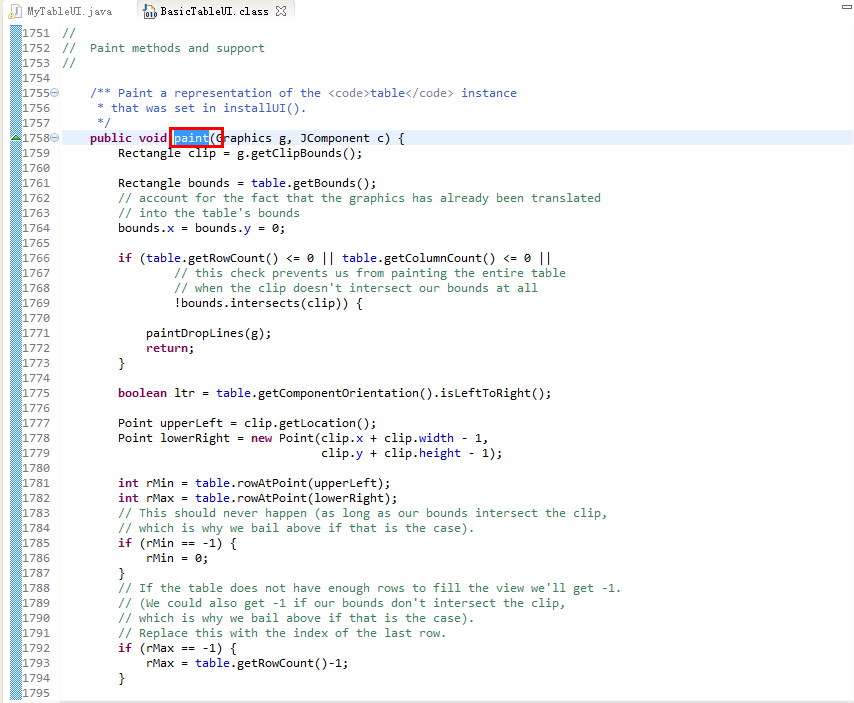 MyTableUI.java BasicTableUI.class
1751 //
1752 //  Paint methods and support
1753 //
1754
1755     /** Paint a representation of the <code>table</code> instance
1756      * that was set in installUI().
1757      */
1758     public void paint(Graphics g, JComponent c) {
1759         Rectangle clip = g.getClipBounds();
1760
1761         Rectangle bounds = table.getBounds();
1762         // account for the fact that the graphics has already been translated
1763         // into the table's bounds
1764         bounds.x = bounds.y = 0;
1765
1766         if (table.getRowCount() <= 0 || table.getColumnCount() <= 0 ||
1767                 // this check prevents us from painting the entire table
1768                 // when the clip doesn't intersect our bounds at all
1769                 !bounds.intersects(clip)) {
1770
1771             paintDropLines(g);
1772             return;
1773         }
1774
1775         boolean ltr = table.getComponentOrientation().isLeftToRight();
1776
1777         Point upperLeft = clip.getLocation();
1778         Point lowerRight = new Point(clip.x + clip.width - 1,
1779                                      clip.y + clip.height - 1);
1780
1781         int rMin = table.rowAtPoint(upperLeft);
1782         int rMax = table.rowAtPoint(lowerRight);
1783         // This should never happen (as long as our bounds intersect the clip,
1784         // which is why we bail above if that is the case).
1785         if (rMin == -1) {
1786             rMin = 0;
1787         }
1788         // If the table does not have enough rows to fill the view we'll get -1.
1789         // (We could also get -1 if our bounds don't intersect the clip,
1790         // which is why we bail above if that is the case).
1791         // Replace this with the index of the last row.
1792         if (rMax == -1) {
1793             rMax = table.getRowCount()-1;
1794         }
1795